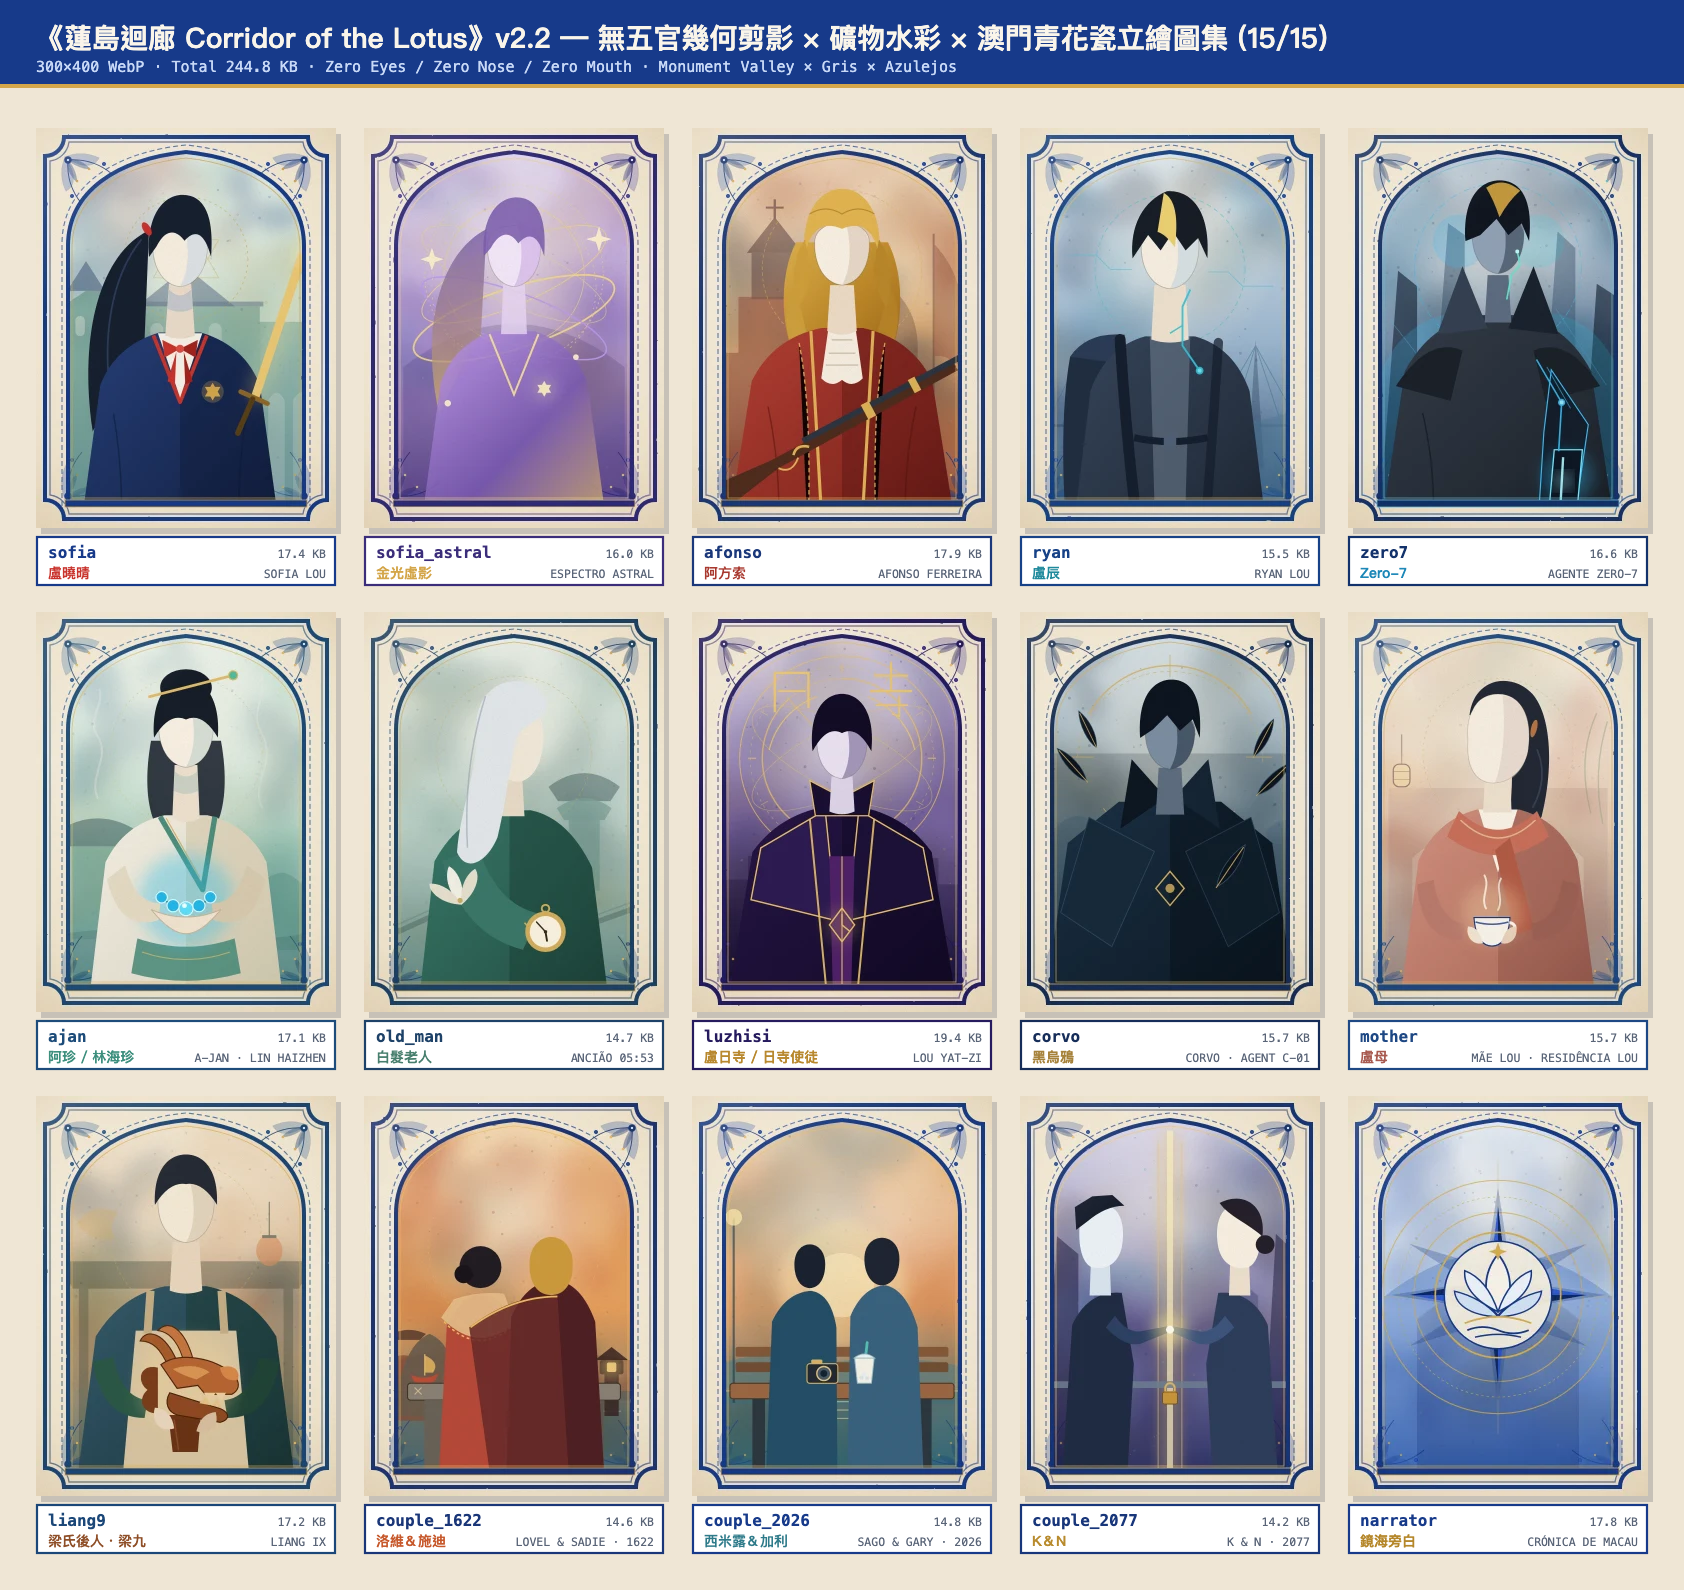 《蓮島迴廊 Corridor of the Lotus》v2.2 — 無五官幾何剪影 × 礦物水彩 × 澳門青花瓷立繪圖集 (15/15)
300×400 WebP · Total 244.8 KB · Zero Eyes / Zero Nose / Zero Mouth · Monument Valley × Gris × Azulejos
sofia 17.4 KB
盧曉晴 SOFIA LOU
sofia_astral 16.0 KB
金光虛影 ESPECTRO ASTRAL
afonso 17.9 KB
阿方索 AFONSO FERREIRA
ryan 15.5 KB
盧辰 RYAN LOU
zero7 16.6 KB
Zero-7 AGENTE ZERO-7
日寺
ajan 17.1 KB
阿珍 / 林海珍 A-JAN · LIN HAIZHEN
old_man 14.7 KB
白髮老人 ANCIÃO 05:53
luzhisi 19.4 KB
盧日寺 / 日寺使徒 LOU YAT-ZI
corvo 15.7 KB
黑烏鴉 CORVO · AGENT C-01
mother 15.7 KB
盧母 MÃE LOU · RESIDÊNCIA LOU
liang9 17.2 KB
梁氏後人 · 梁九 LIANG IX
couple_1622 14.6 KB
洛維＆施迪 LOVEL & SADIE · 1622
couple_2026 14.8 KB
西米露＆加利 SAGO & GARY · 2026
couple_2077 14.2 KB
K＆N K & N · 2077
narrator 17.8 KB
鏡海旁白 CRÓNICA DE MACAU